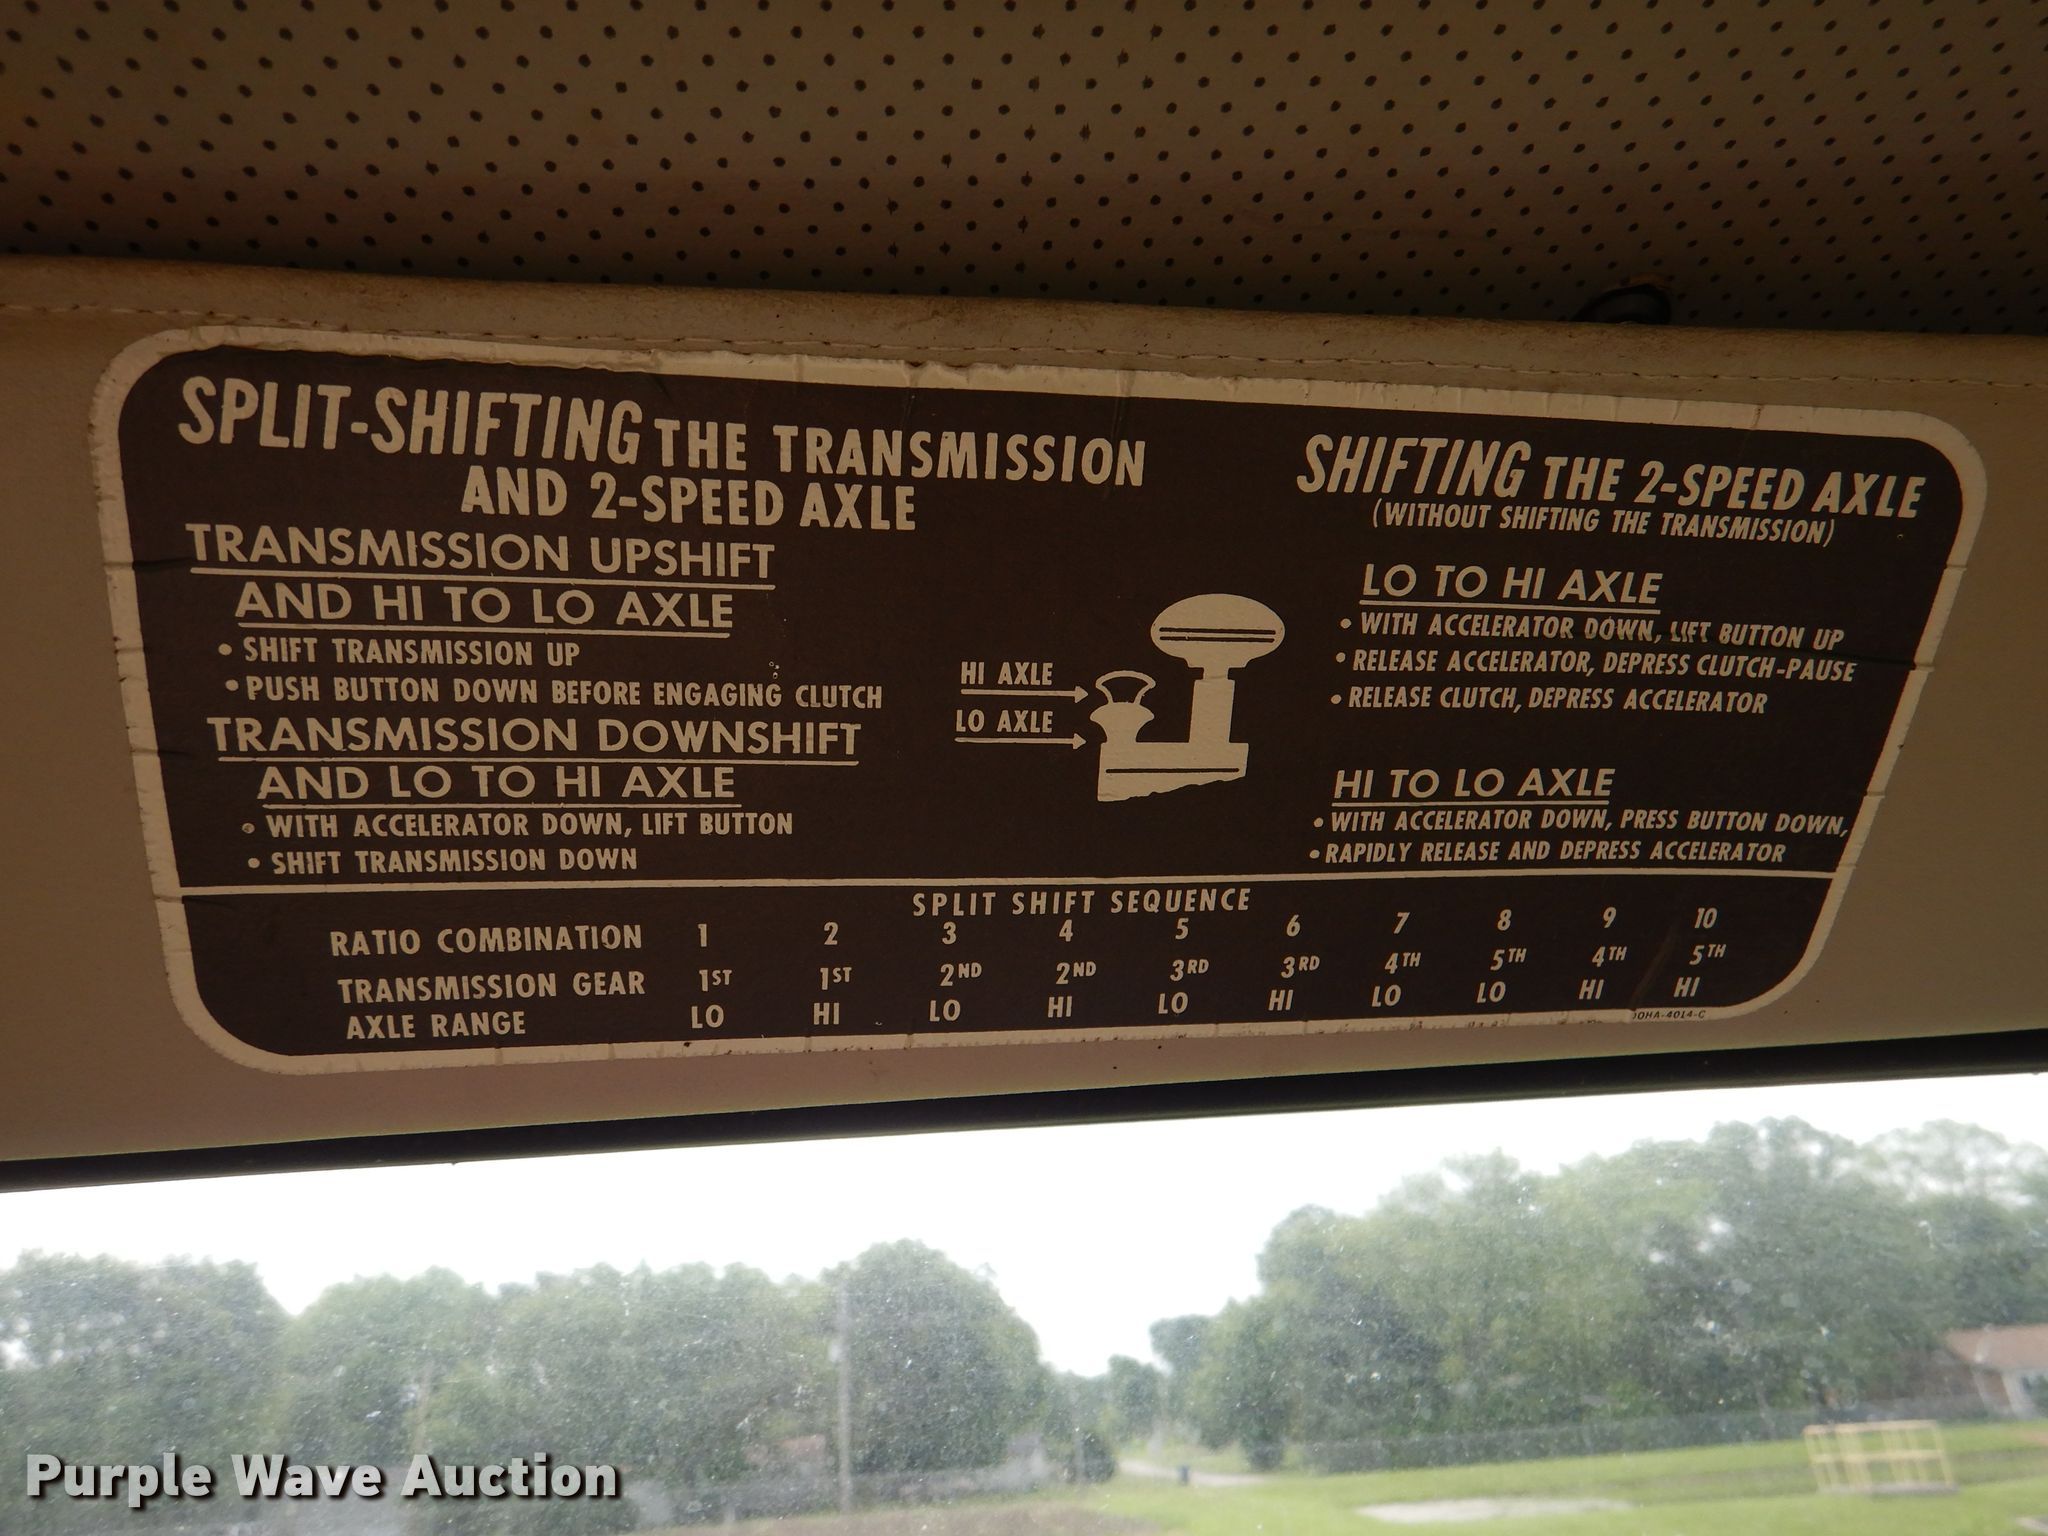 SPLIT-SHIFTING THE TRANSMISSION
AND 2-SPEED AXLE
TRANSMISSION UPSHIFT
AND HI TO LO AXLE
• SHIFT TRANSMISSION UP
• PUSH BUTTON DOWN BEFORE ENGAGING CLUTCH
TRANSMISSION DOWNSHIFT
AND LO TO HI AXLE
• WITH ACCELERATOR DOWN, LIFT BUTTON
• SHIFT TRANSMISSION DOWN
HI AXLE
LO AXLE
SHIFTING THE 2-SPEED AXLE
(WITHOUT SHIFTING THE TRANSMISSION)
LO TO HI AXLE
• WITH ACCELERATOR DOWN, LIFT BUTTON UP
• RELEASE ACCELERATOR, DEPRESS CLUTCH-PAUSE
• RELEASE CLUTCH, DEPRESS ACCELERATOR
HI TO LO AXLE
• WITH ACCELERATOR DOWN, PRESS BUTTON DOWN,
• RAPIDLY RELEASE AND DEPRESS ACCELERATOR
SPLIT SHIFT SEQUENCE
RATIO COMBINATION 1 2 3 4 5 6 7 8 9 10
TRANSMISSION GEAR 1ST 1ST 2ND 2ND 3RD 3RD 4TH 5TH 4TH 5TH
AXLE RANGE LO HI LO HI LO HI LO LO HI HI
Purple Wave Auction